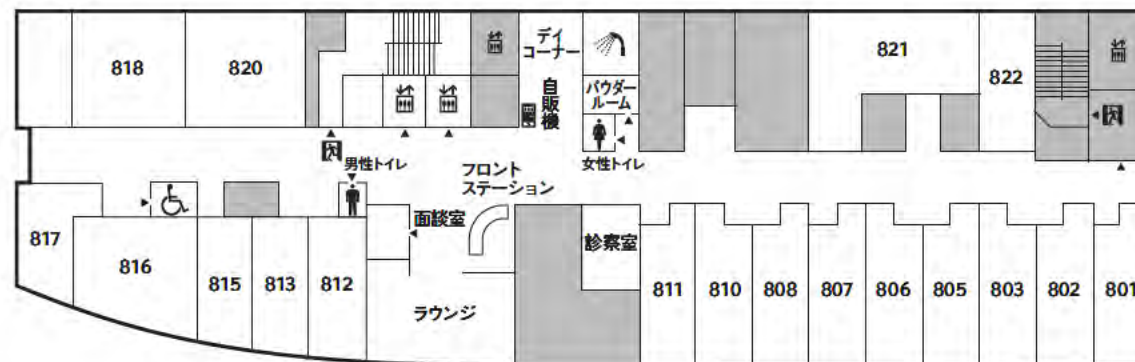 818
820
デイ
コーナー
自販機
パウダー
ルーム
女性トイレ
821
822
男性トイレ
フロント
ステーション
面談室
診察室
ラウンジ
817
816
815
813
812
811
810
808
807
806
805
803
802
801